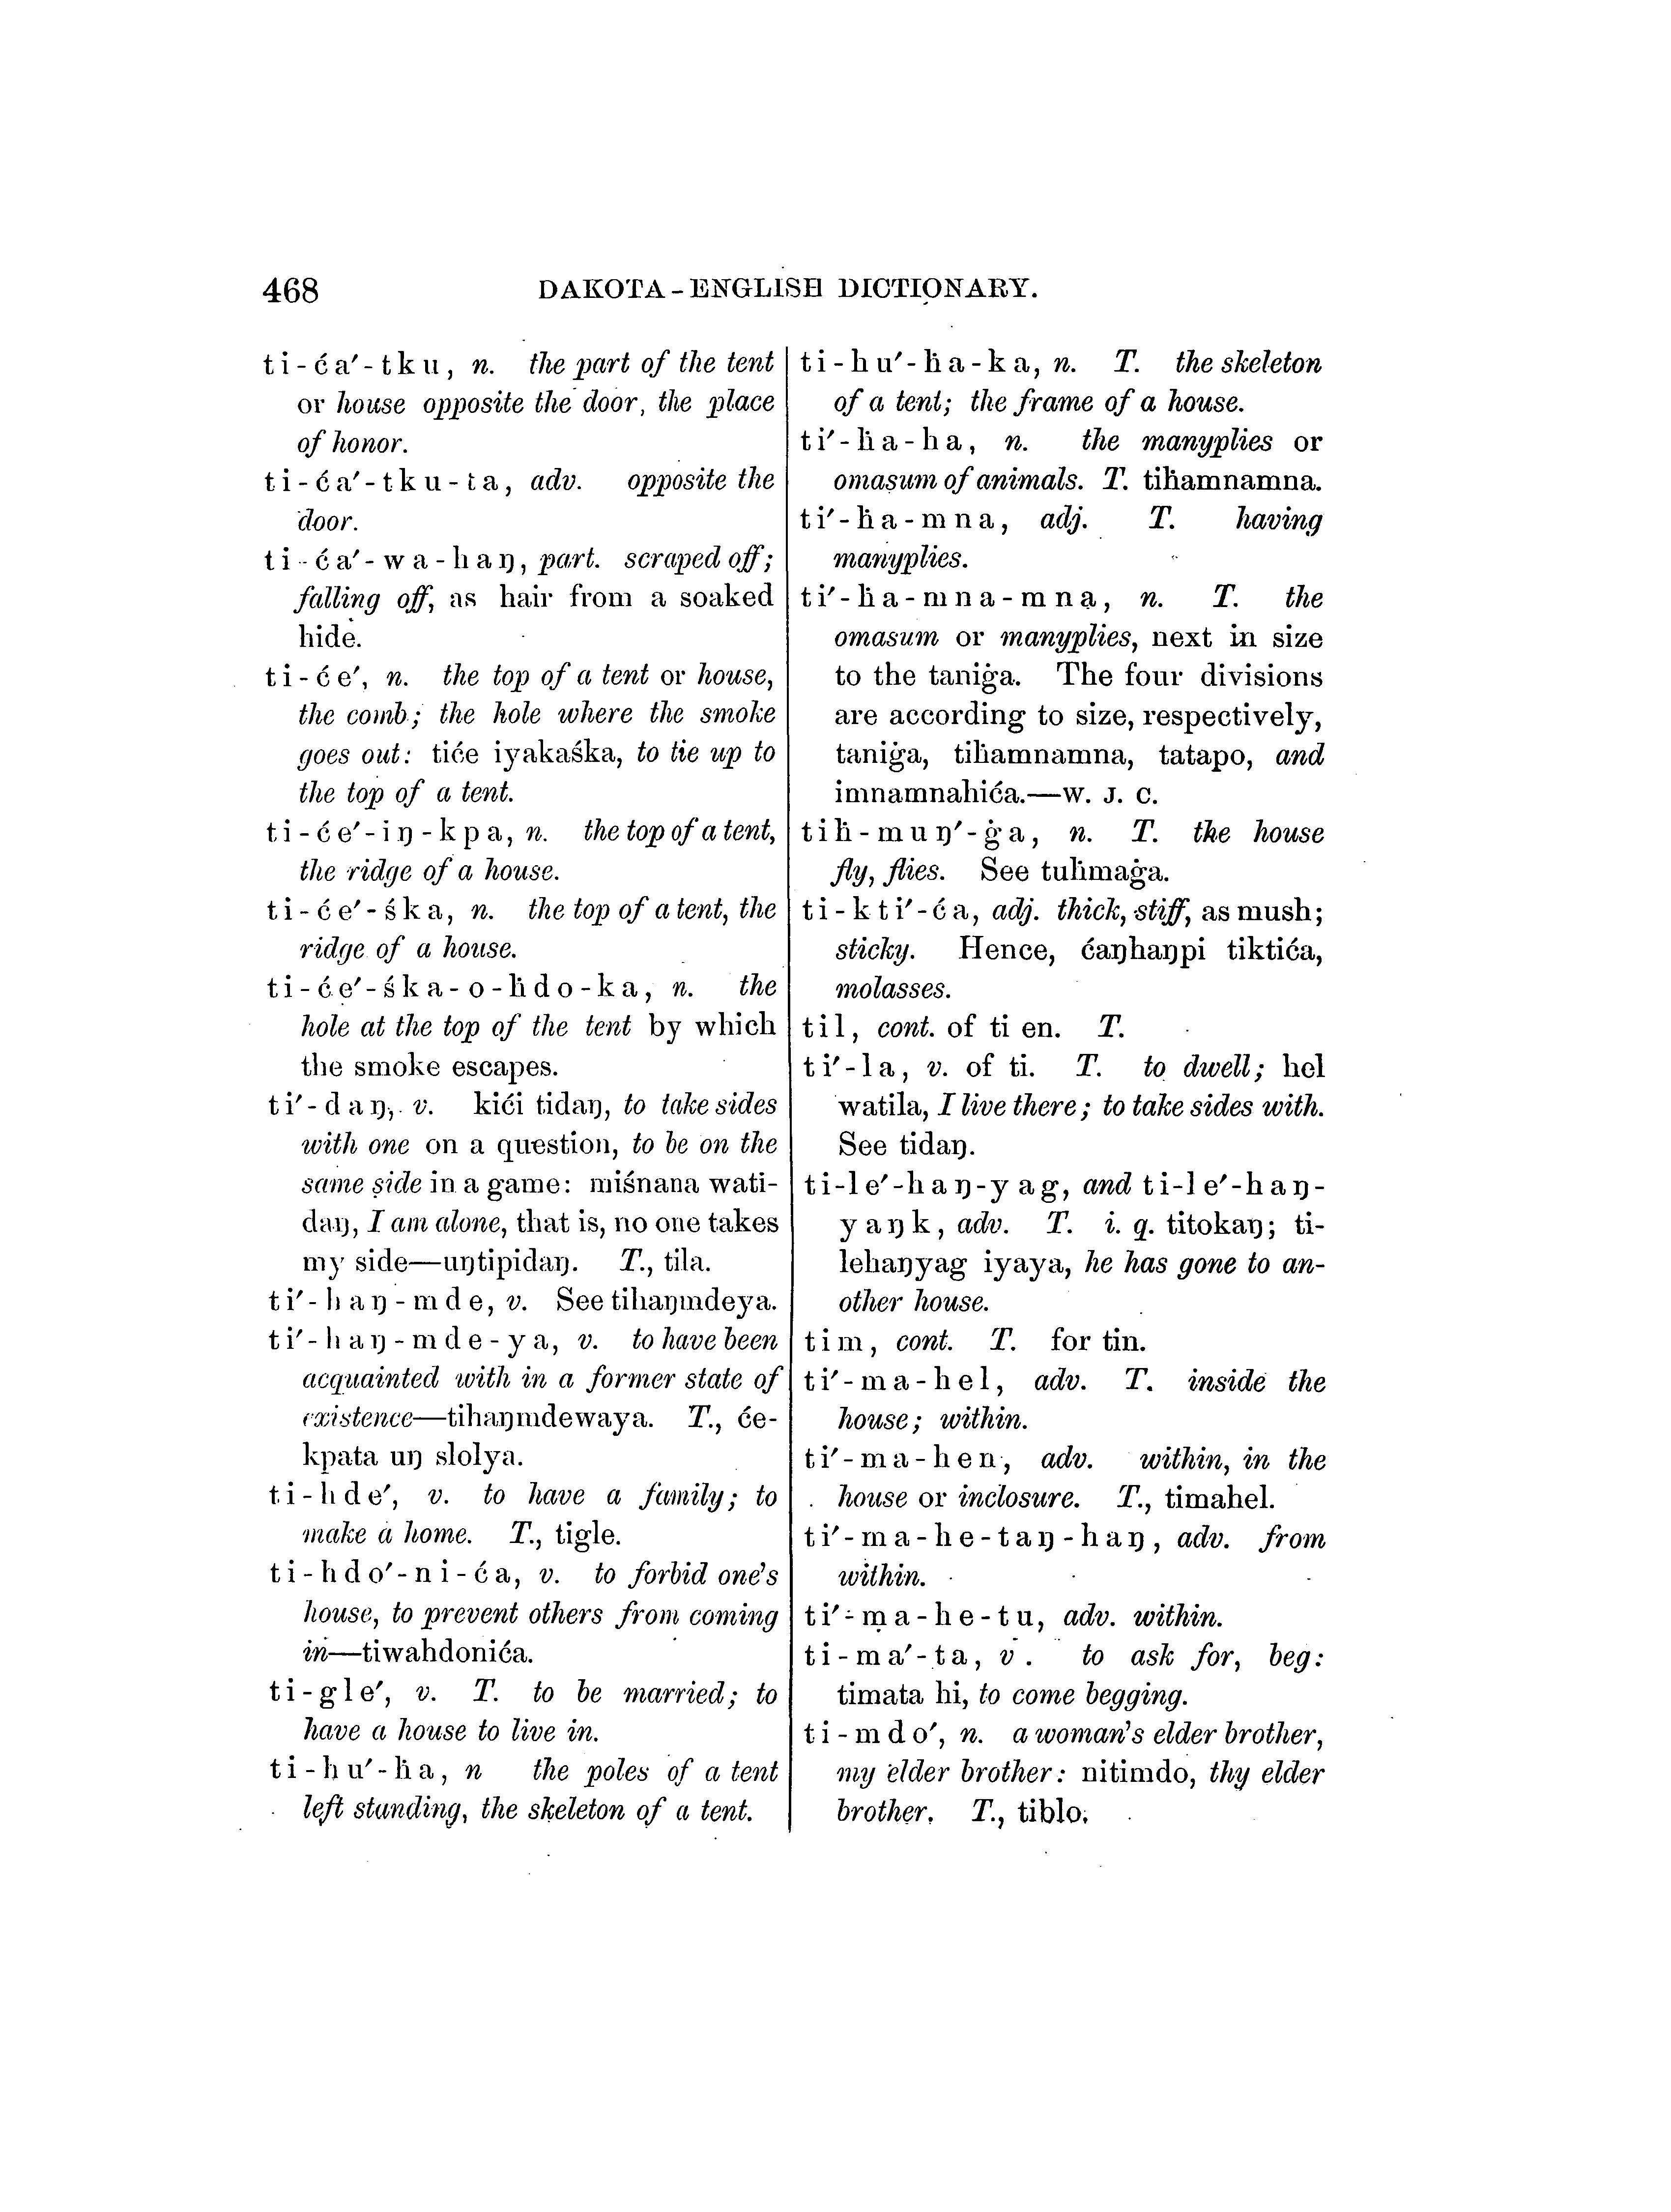 468 DAKOTA-ENGLISH DICTIONARY.
ti-ća′-tku, n. the part of the tent
or house opposite the door, the place
of honor.
ti-ća′-tku-ta, adv. opposite the
door.
ti-ća′-wa-haŋ, part. scraped off;
falling off, as hair from a soaked
hide.
ti-će′, n. the top of a tent or house,
the comb; the hole where the smoke
goes out: tiće iyakaśka, to tie up to
the top of a tent.
ti-će′-iŋ-kpa, n. the top of a tent,
the ridge of a house.
ti-će′-śka, n. the top of a tent, the
ridge of a house.
ti-će′-śka-o-ḣdo-ka, n. the
hole at the top of the tent by which
the smoke escapes.
ti′-daŋ, v. kići tidaŋ, to take sides
with one on a question, to be on the
same side in a game: miśnana wati-
daŋ, I am alone, that is, no one takes
my side—uŋtipidaŋ. T., tila.
ti′-haŋ-mde, v. See tihaŋmdeya.
ti′-haŋ-mde-ya, v. to have been
acquainted with in a former state of
existence—tihaŋmdewaya. T., će-
kpata uŋ slolya.
ti-hde′, v. to have a family; to
make a home. T., tigle.
ti-hdo′-ni-ća, v. to forbid one's
house, to prevent others from coming
in—tiwahdonića.
ti-gle′, v. T. to be married; to
have a house to live in.
ti-hu′-ḣa, n the poles of a tent
left standing, the skeleton of a tent.
ti-hu′-ḣa-ka, n. T. the skeleton
of a tent; the frame of a house.
ti′-ḣa-ha, n. the manyplies or
omasum of animals. T. tiḣamnamna.
ti′-ḣa-mna, adj. T. having
manyplies.
ti′-ḣa-mna-mna, n. T. the
omasum or manyplies, next in size
to the taniġa. The four divisions
are according to size, respectively,
taniġa, tiḣamnamna, tatapo, and
imnamnahića.—W. J. C.
tiḣ-muŋ′-ġa, n. T. the house
fly, flies. See tuḣmaġa.
ti-kti′-ća, adj. thick, stiff, as mush;
sticky. Hence, ćaŋhaŋpi tiktića,
molasses.
til, cont. of ti en. T.
ti′-la, v. of ti. T. to dwell; hel
watila, I live there; to take sides with.
See tidaŋ.
ti-le′-haŋ-yag, and ti-le′-haŋ-
yaŋk, adv. T. i. q. titokaŋ; ti-
lehaŋyag iyaya, he has gone to an-
other house.
tim, cont. T. for tin.
ti′-ma-hel, adv. T. inside the
house; within.
ti′-ma-hen, adv. within, in the
house or inclosure. T., timahel.
ti′-ma-he-taŋ-haŋ, adv. from
within.
ti′-ma-he-tu, adv. within.
ti-ma′-ta, v. to ask for, beg:
timata hi, to come begging.
ti-mdo′, n. a woman's elder brother,
my elder brother: nitimdo, thy elder
brother. T., tiblo.